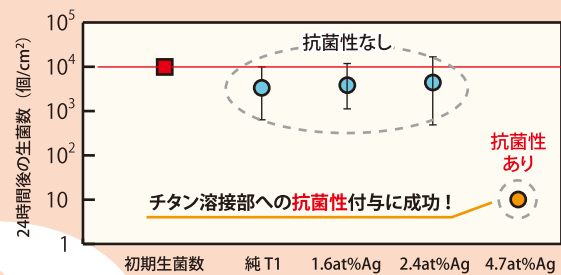 24時間後の生菌数（個/cm²）
10⁵
10⁴
10³
10²
10
1
抗菌性なし
抗菌性
あり
チタン溶接部への抗菌性付与に成功！
初期生菌数 純T1 1.6at%Ag 2.4at%Ag 4.7at%Ag